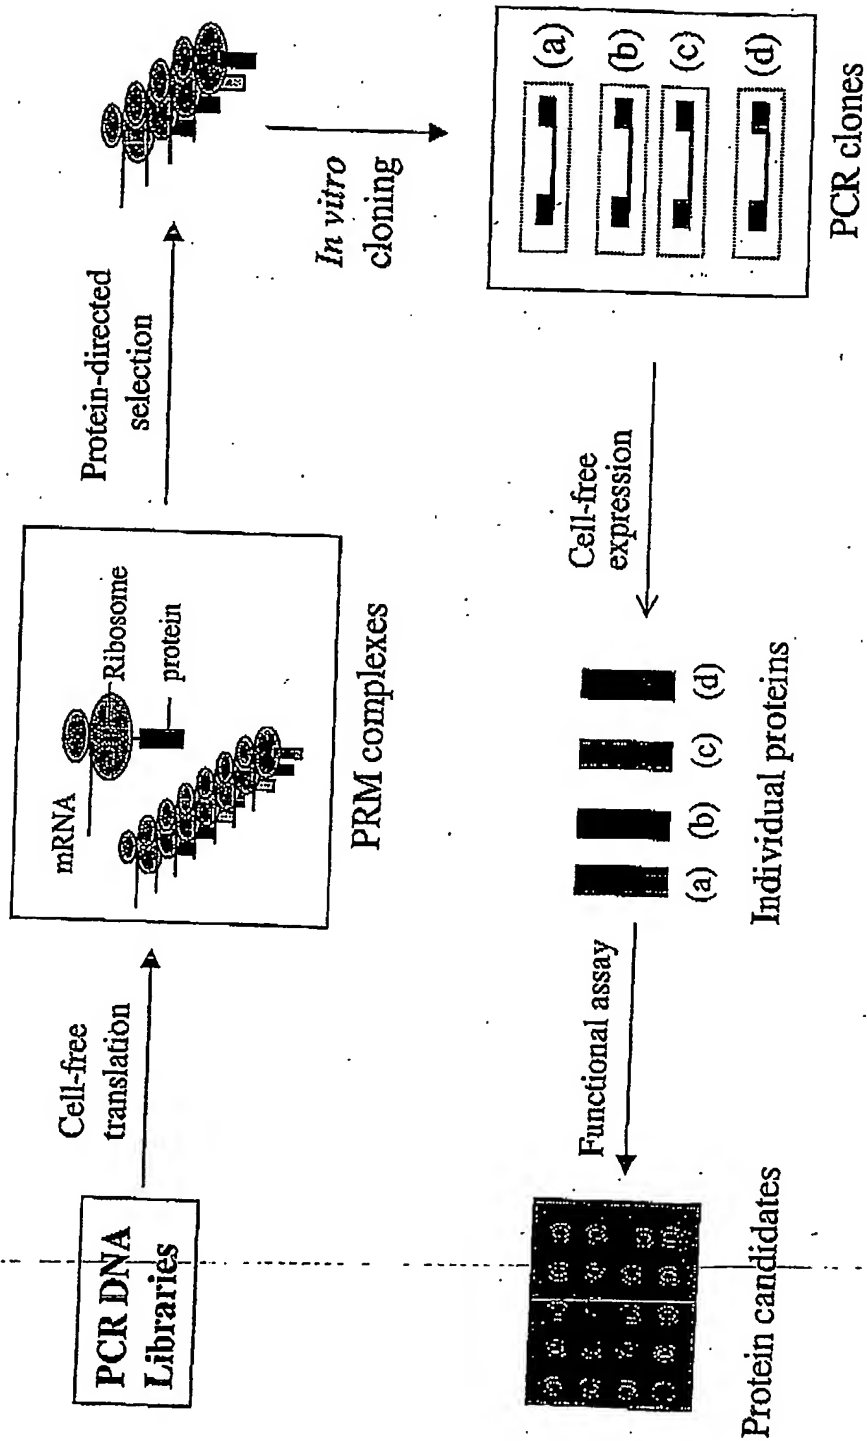 PCR DNA
Libraries
Cell-free
translation
mRNA
Ribosome
protein
PRM complexes
Protein-directed
selection
In vitro
cloning
(a)
(b)
(c)
(d)
PCR clones
Cell-free
expression
(a)
(b)
(c)
(d)
Individual proteins
Functional assay
Protein candidates